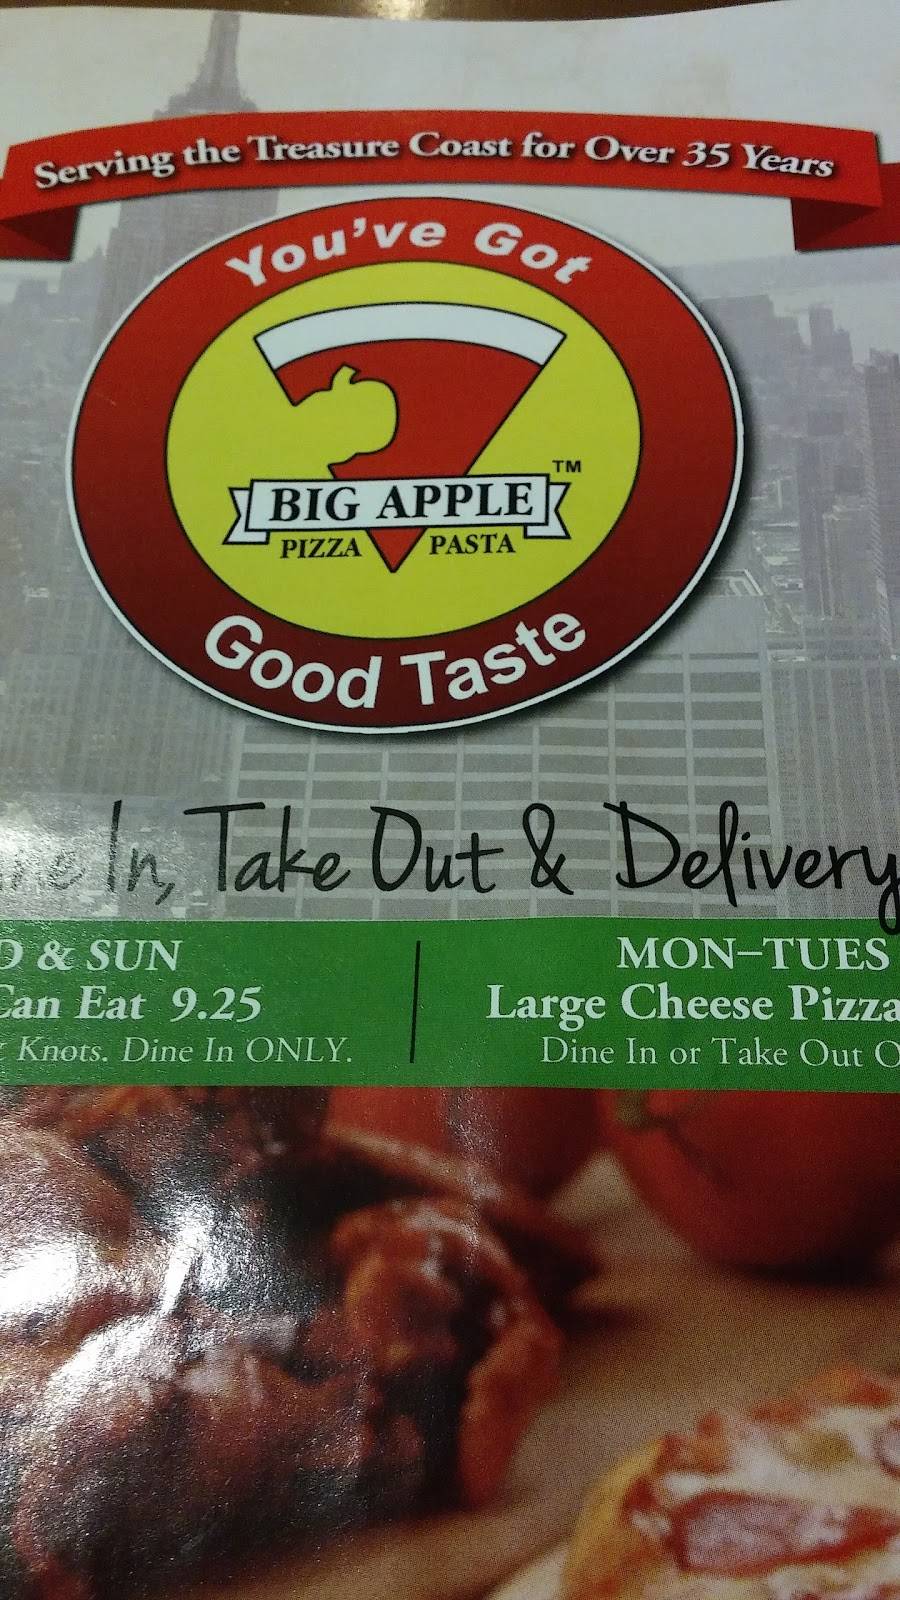 Serving the Treasure Coast for Over 35 Years
You've Got
BIG APPLE
TM
PIZZA PASTA
Good Taste
In, Take Out & Delivery
& SUN
Can Eat 9.25
Knots. Dine In ONLY.
MON–TUES
Large Cheese Pizza
Dine In or Take Out